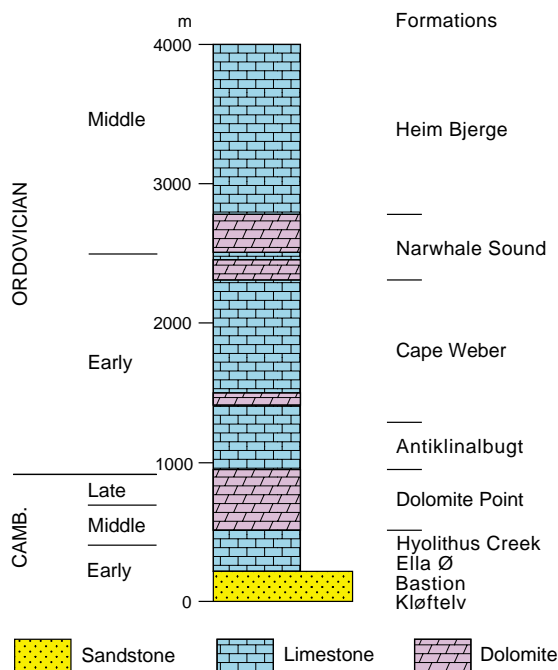 m
Formations
4000
Middle
Heim Bjerge
3000
ORDOVICIAN
Narwhale Sound
2000
Early
Cape Weber
Antiklinalbugt
1000
CAMB.
Late
Dolomite Point
Middle
Hyolithus Creek
Early
Ella Ø
Bastion
0
Kløftelv
Sandstone
Limestone
Dolomite